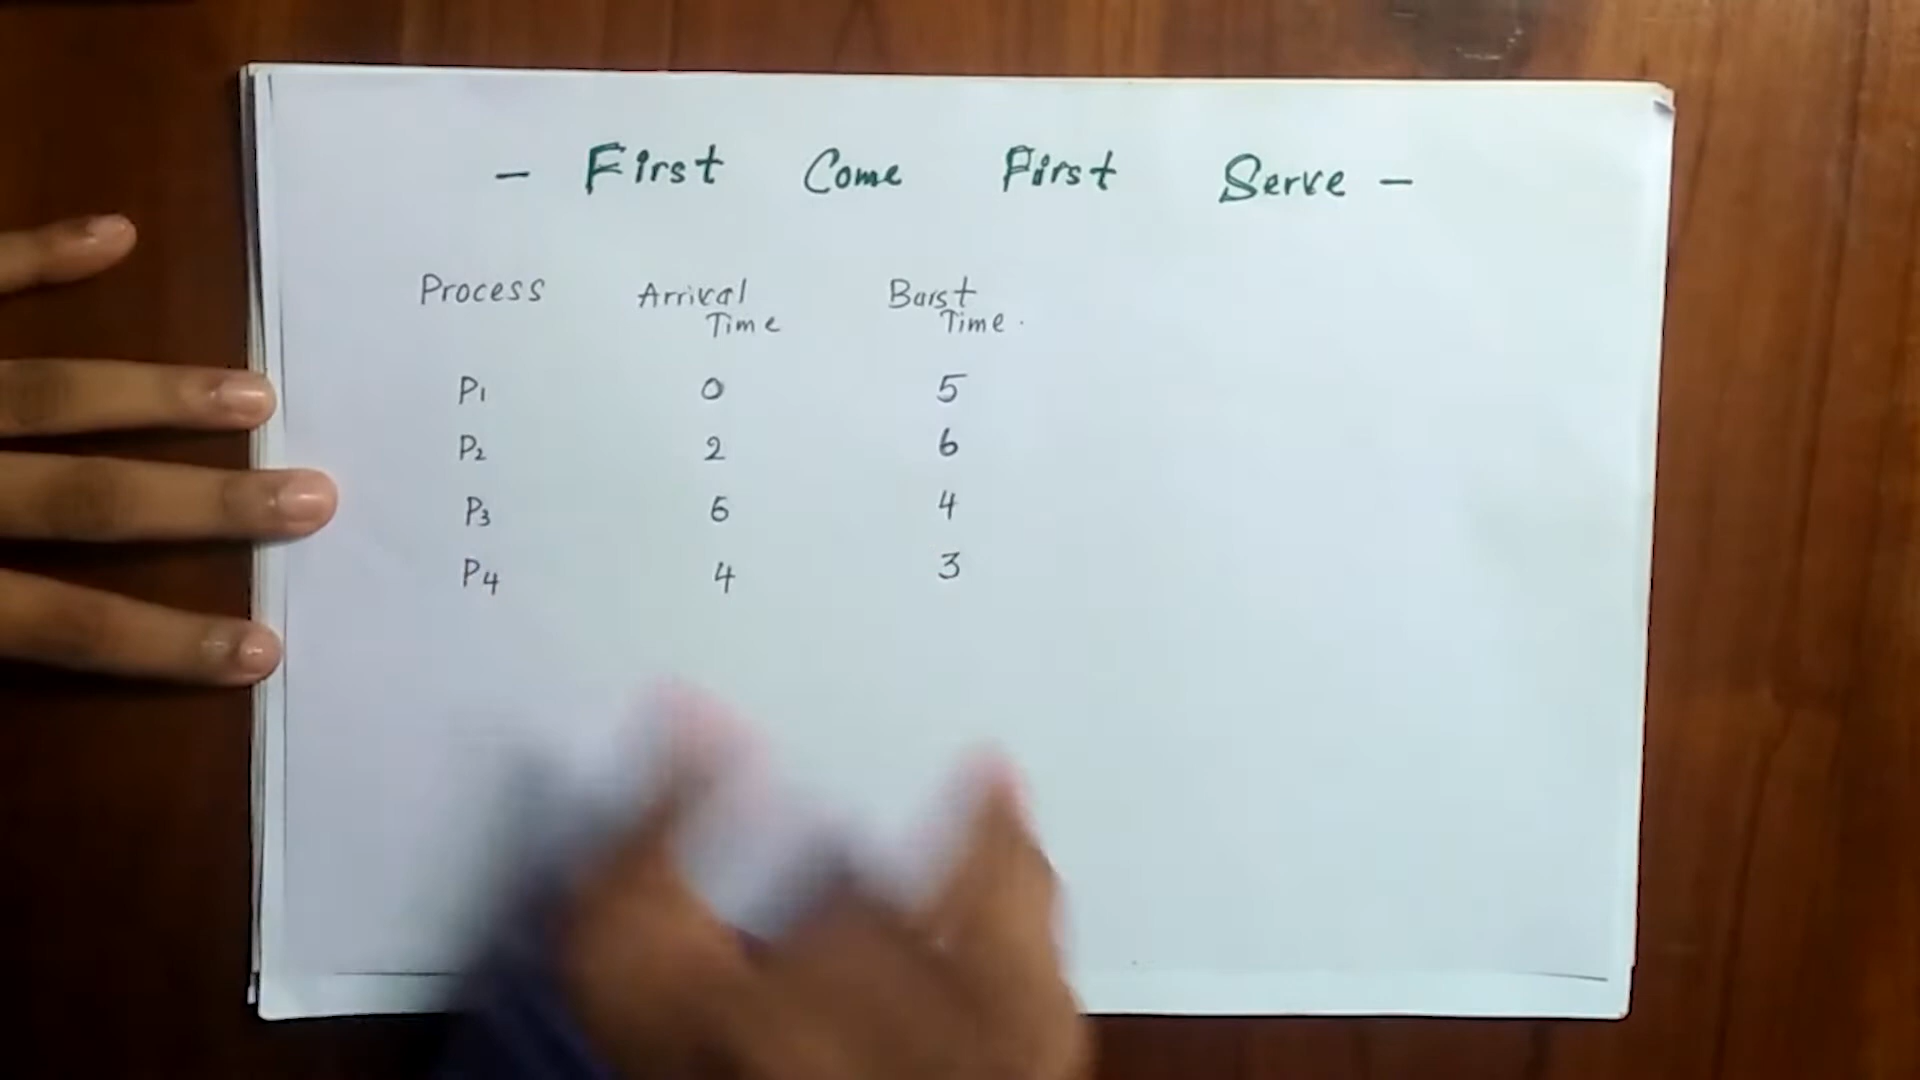 - First Come First Serve -
Process Arrival Time Burst Time .
P1 0 5
P2 2 6
P3 6 4
P4 4 3